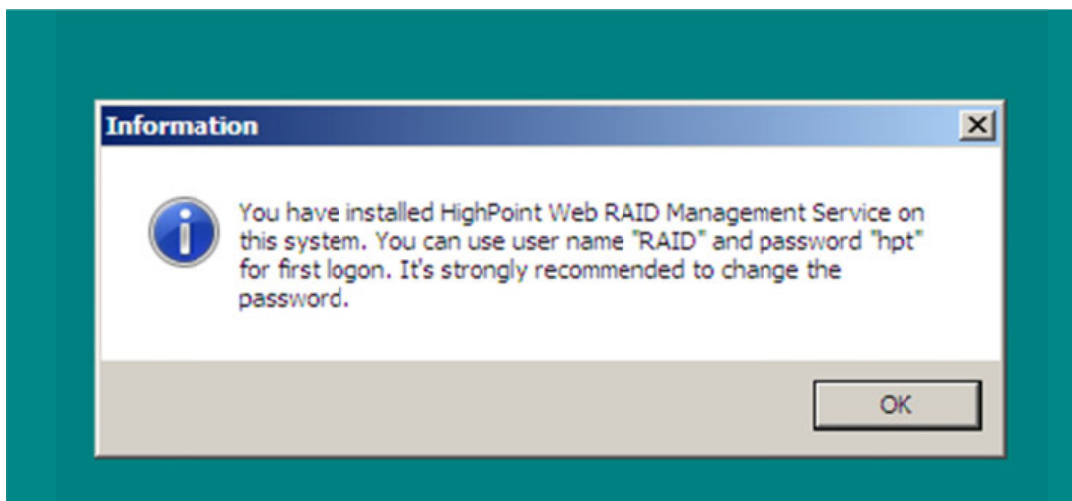 Information
You have installed HighPoint Web RAID Management Service on
this system. You can use user name "RAID" and password "hpt"
for first logon. It's strongly recommended to change the
password.
OK